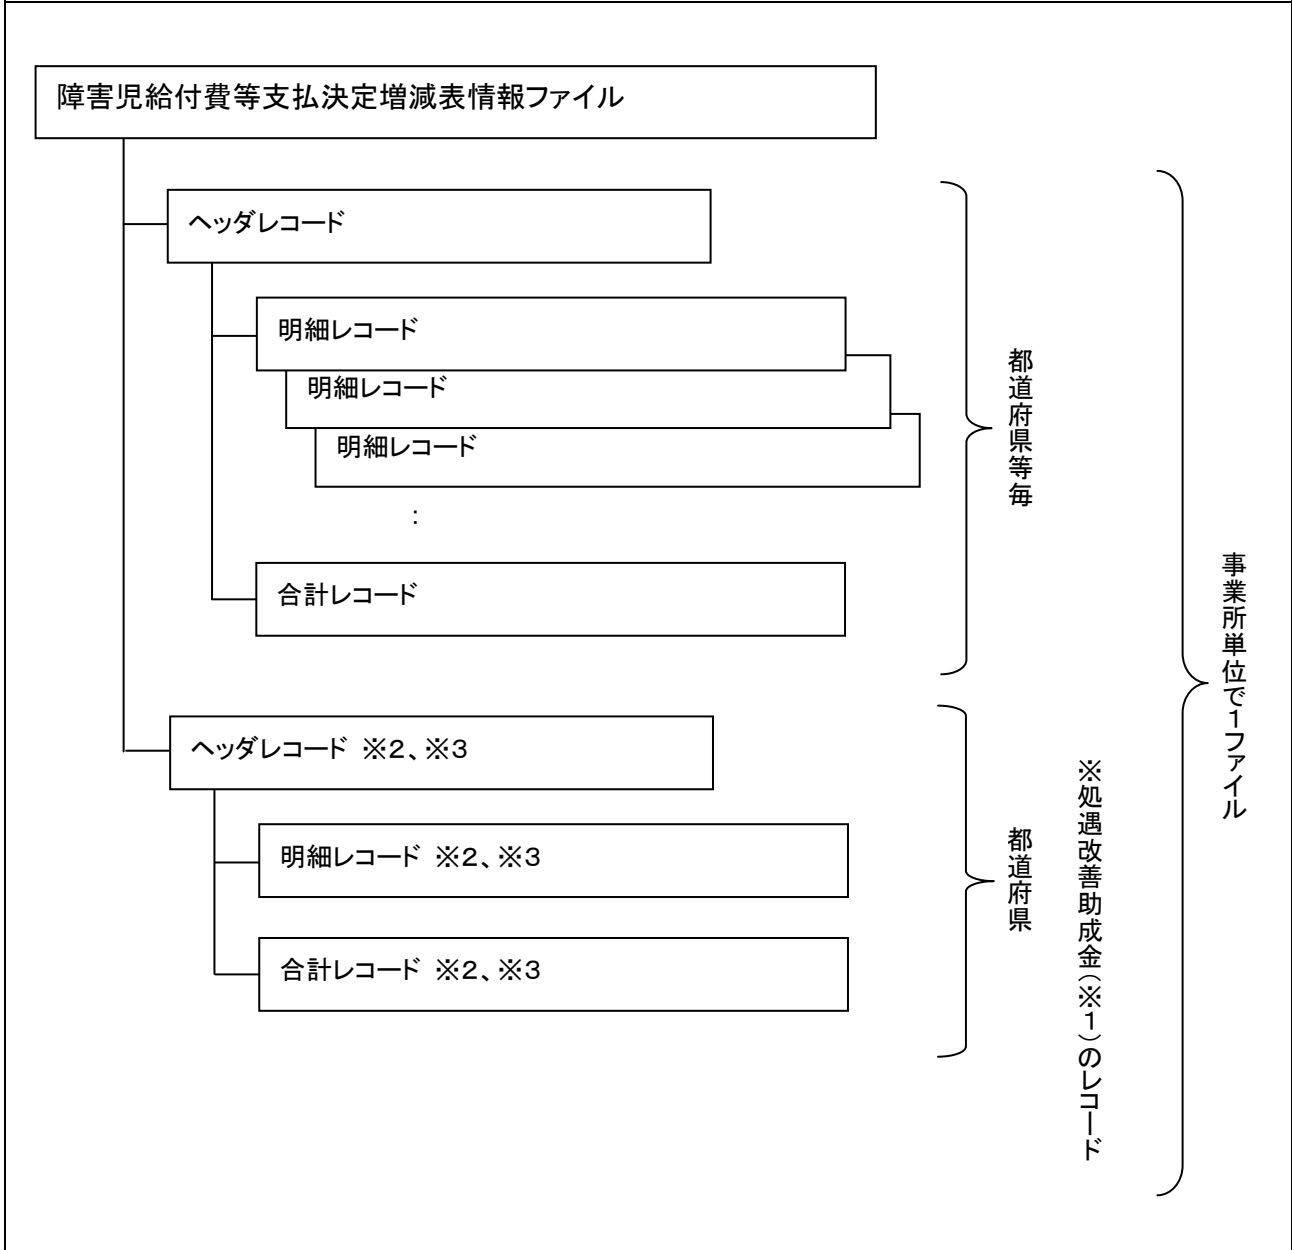 障害児給付費等支払決定増減表情報ファイル
ヘッダレコード
明細レコード
明細レコード
明細レコード
:
合計レコード
都道府県等毎
ヘッダレコード ※2、※3
明細レコード ※2、※3
合計レコード ※2、※3
都道府県
※処遇改善助成金(※1)のレコード
事業所単位で1ファイル